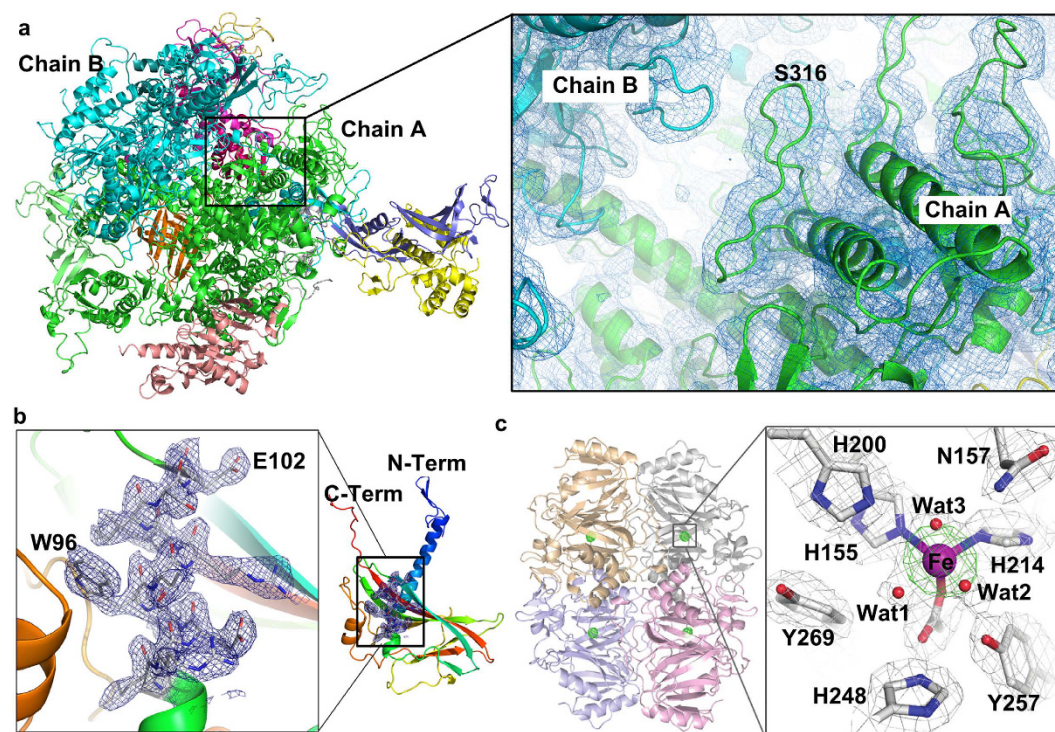 a
Chain B
Chain A
Chain B
S316
Chain A
b
E102
W96
C-Term
N-Term
c
H200
N157
Wat3
H155
Fe
H214
Wat1
Wat2
Y269
H248
Y257